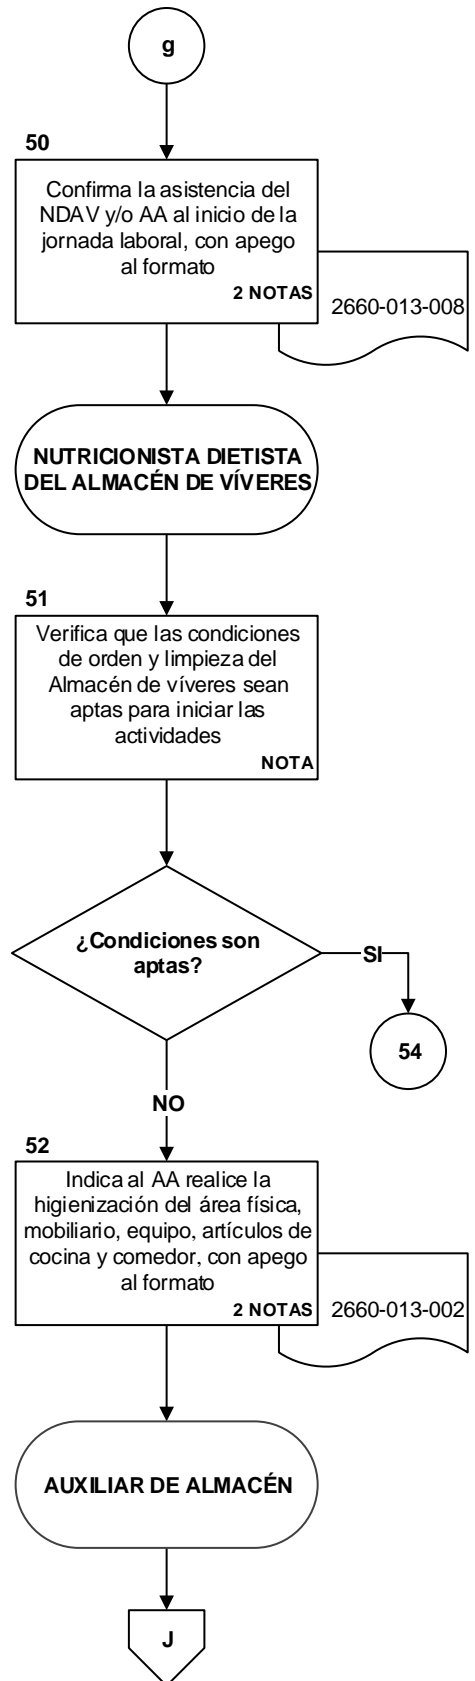 g
50
Confirma la asistencia del
NDAV y/o AA al inicio de la
jornada laboral, con apego
al formato
2 NOTAS
2660-013-008
NUTRICIONISTA DIETISTA
DEL ALMACÉN DE VÍVERES
51
Verifica que las condiciones
de orden y limpieza del
Almacén de víveres sean
aptas para iniciar las
actividades
NOTA
¿Condiciones son
aptas?
SI
54
NO
52
Indica al AA realice la
higienización del área física,
mobiliario, equipo, artículos de
cocina y comedor, con apego
al formato
2 NOTAS
2660-013-002
AUXILIAR DE ALMACÉN
J